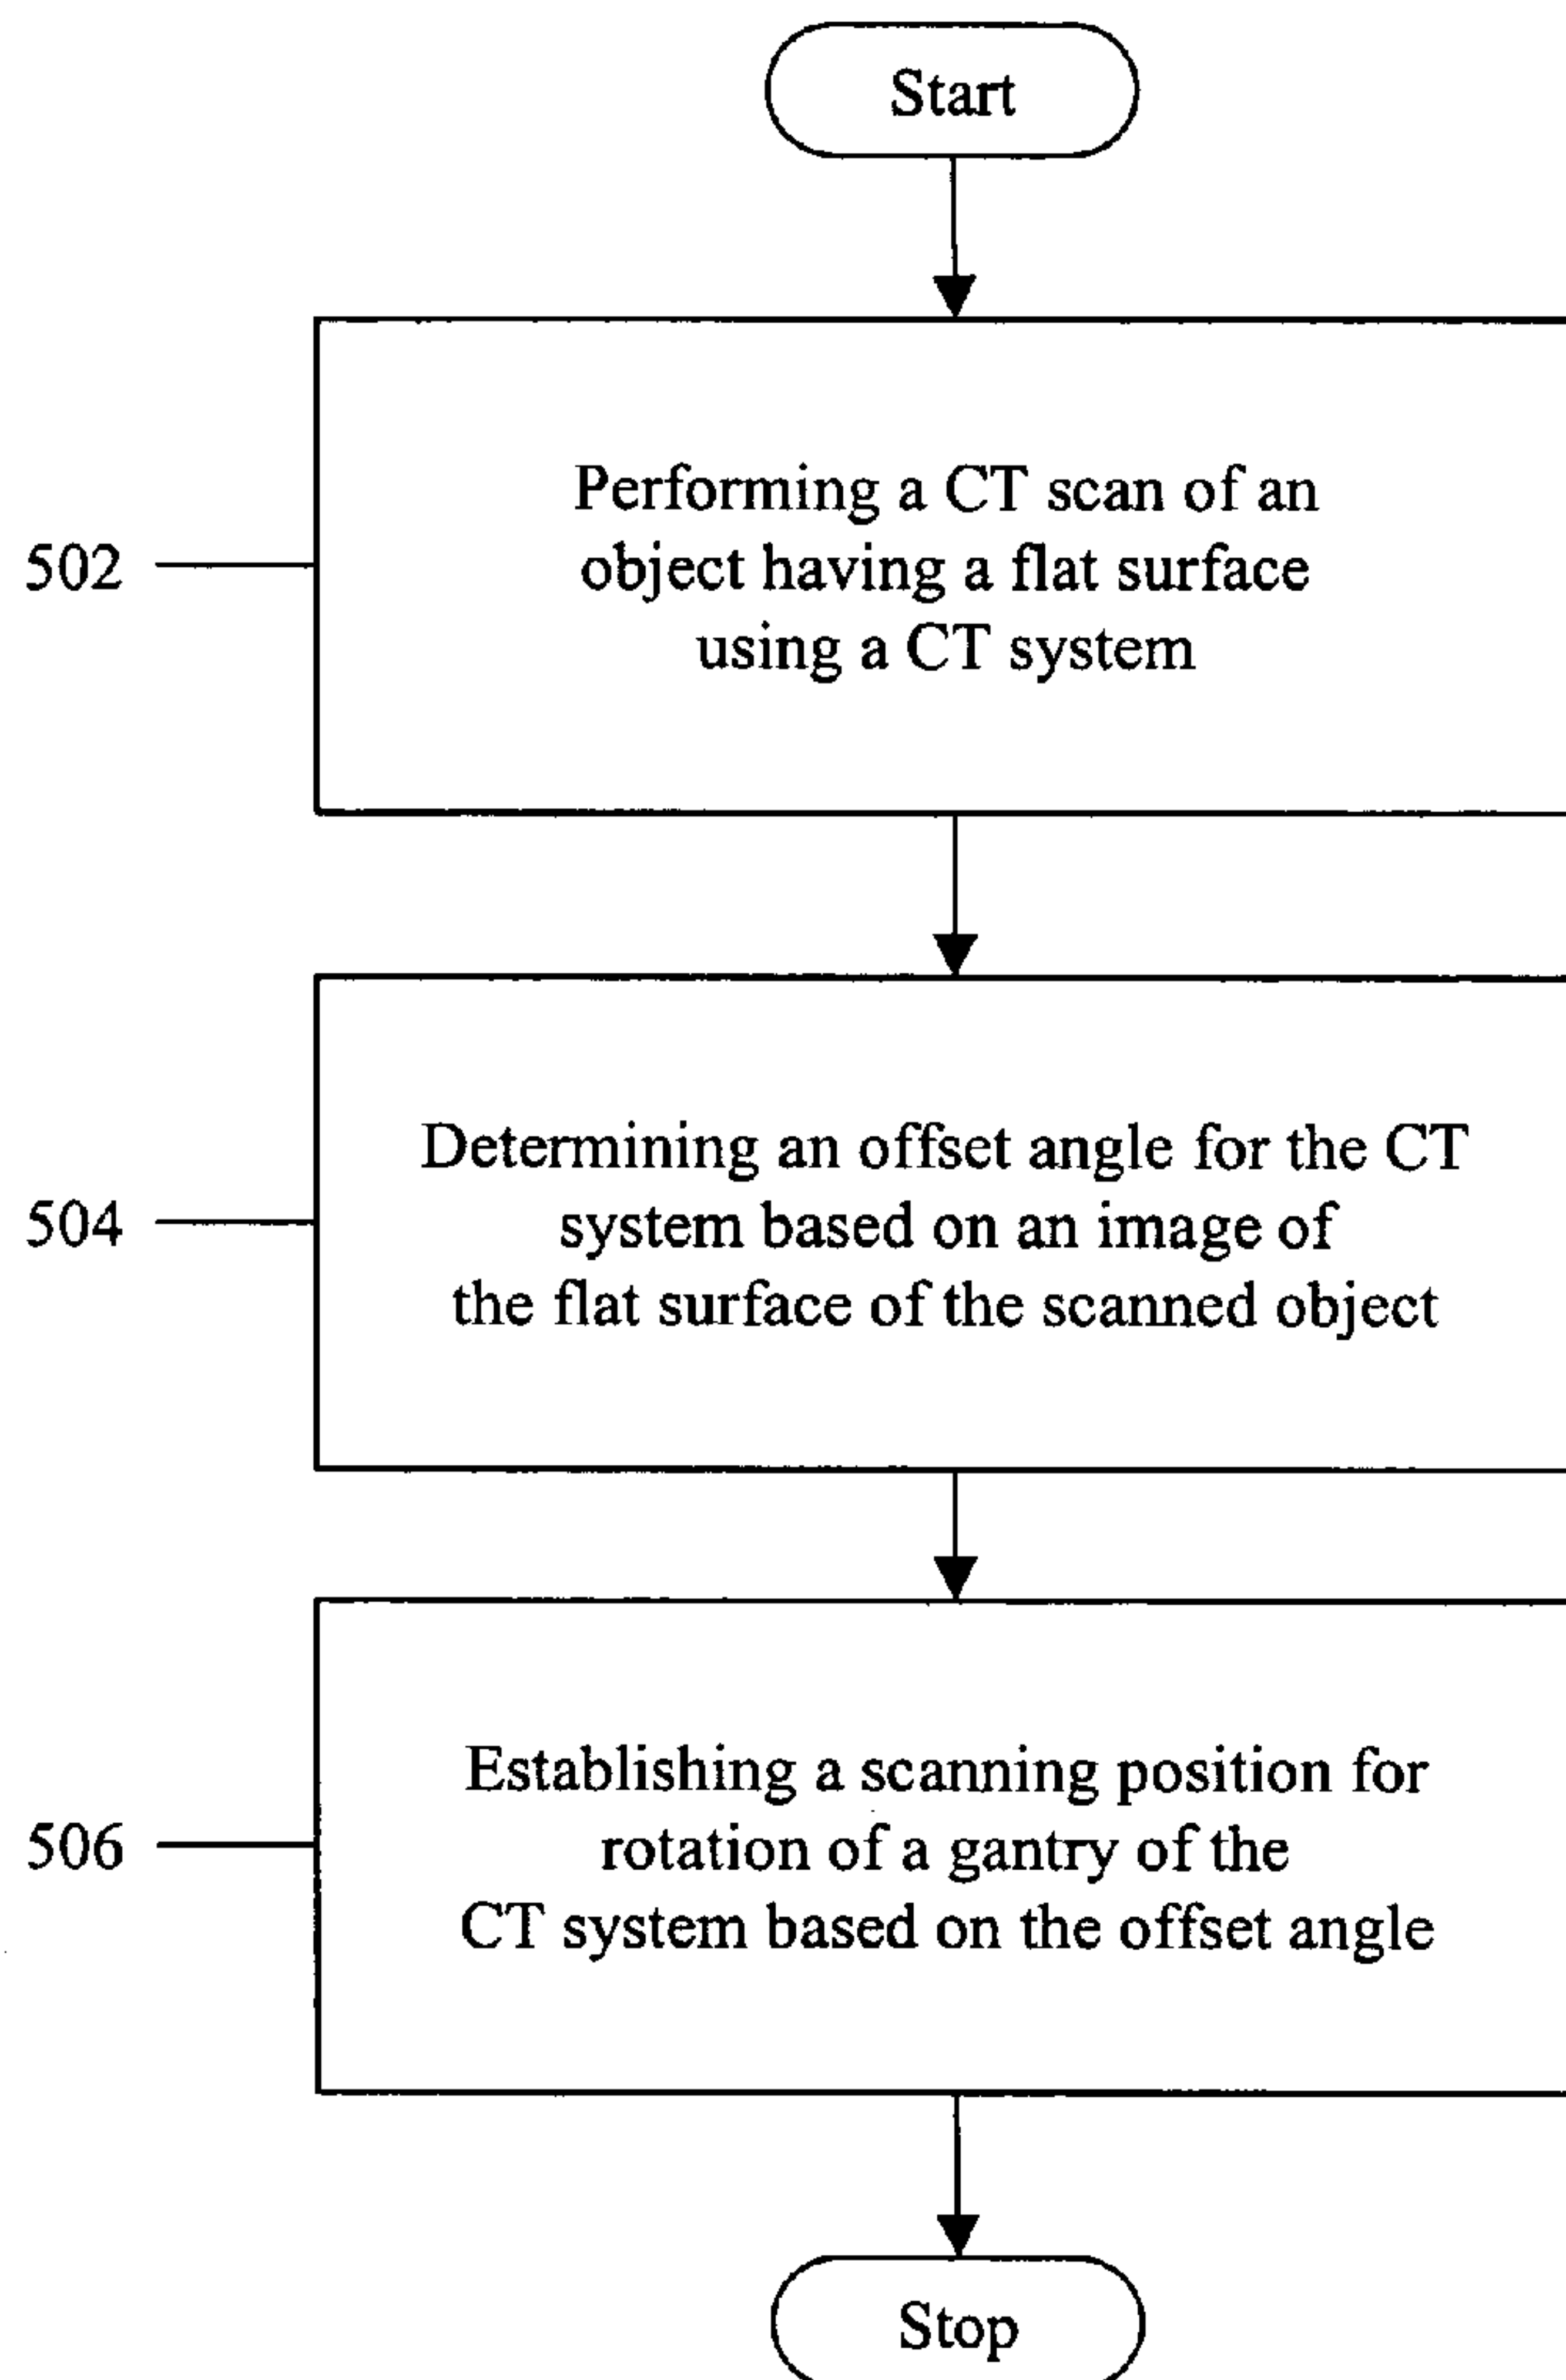 Start
502
Performing a CT scan of an
object having a flat surface
using a CT system
504
Determining an offset angle for the CT
system based on an image of
the flat surface of the scanned object
506
Establishing a scanning position for
rotation of a gantry of the
CT system based on the offset angle
Stop